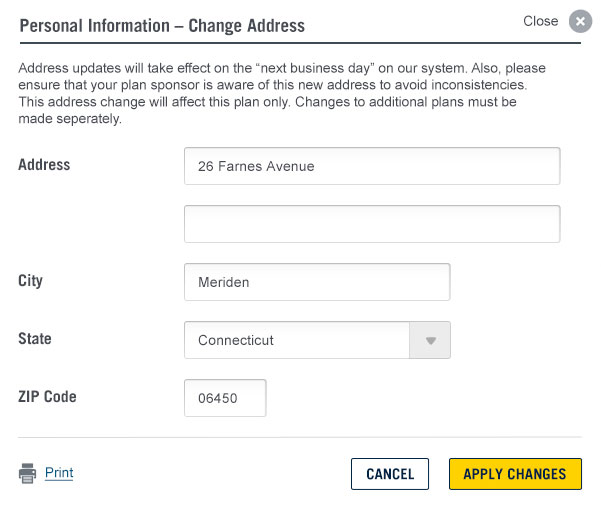 Personal Information – Change Address
Close
Address updates will take effect on the “next business day” on our system. Also, please
ensure that your plan sponsor is aware of this new address to avoid inconsistencies.
This address change will affect this plan only. Changes to additional plans must be
made seperately.
Address
26 Farnes Avenue
City
Meriden
State
Connecticut
ZIP Code
06450
Print
CANCEL
APPLY CHANGES